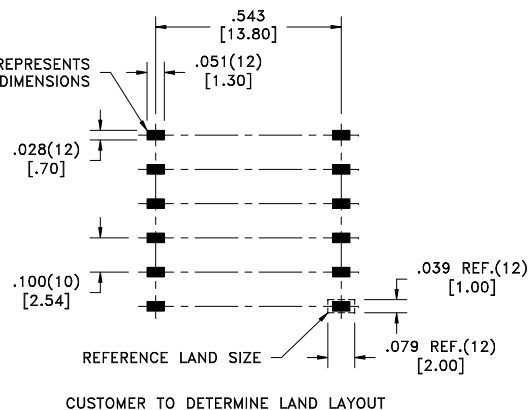 .543
[13.80]
REPRESENTS
DIMENSIONS
.051(12)
[1.30]
.028(12)
[.70]
.100(10)
[2.54]
.039 REF.(12)
[1.00]
REFERENCE LAND SIZE
.079 REF.(12)
[2.00]
CUSTOMER TO DETERMINE LAND LAYOUT